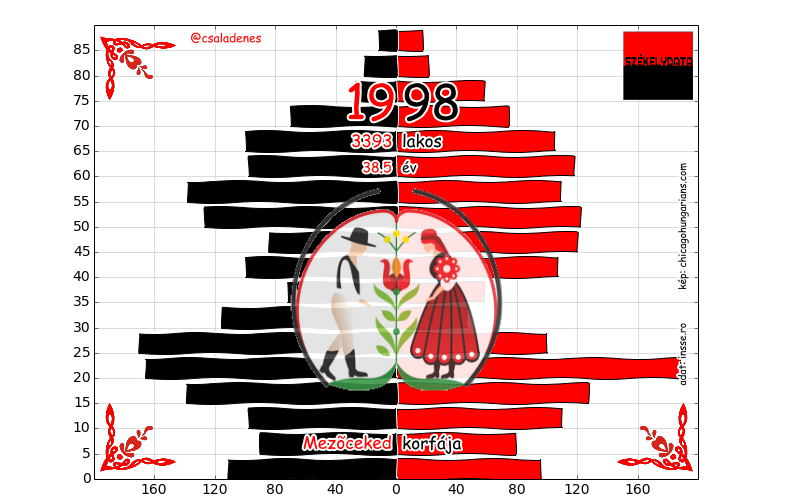 @csaladenes
SZÉKELYDATA
1998
3393 lakos
38.5 év
Mezőceked korfája
kép: chicagohungarians.com
adat: insse.ro
85
80
75
70
65
60
55
50
45
40
35
30
25
20
15
10
5
0
160 120 80 40 0 40 80 120 160